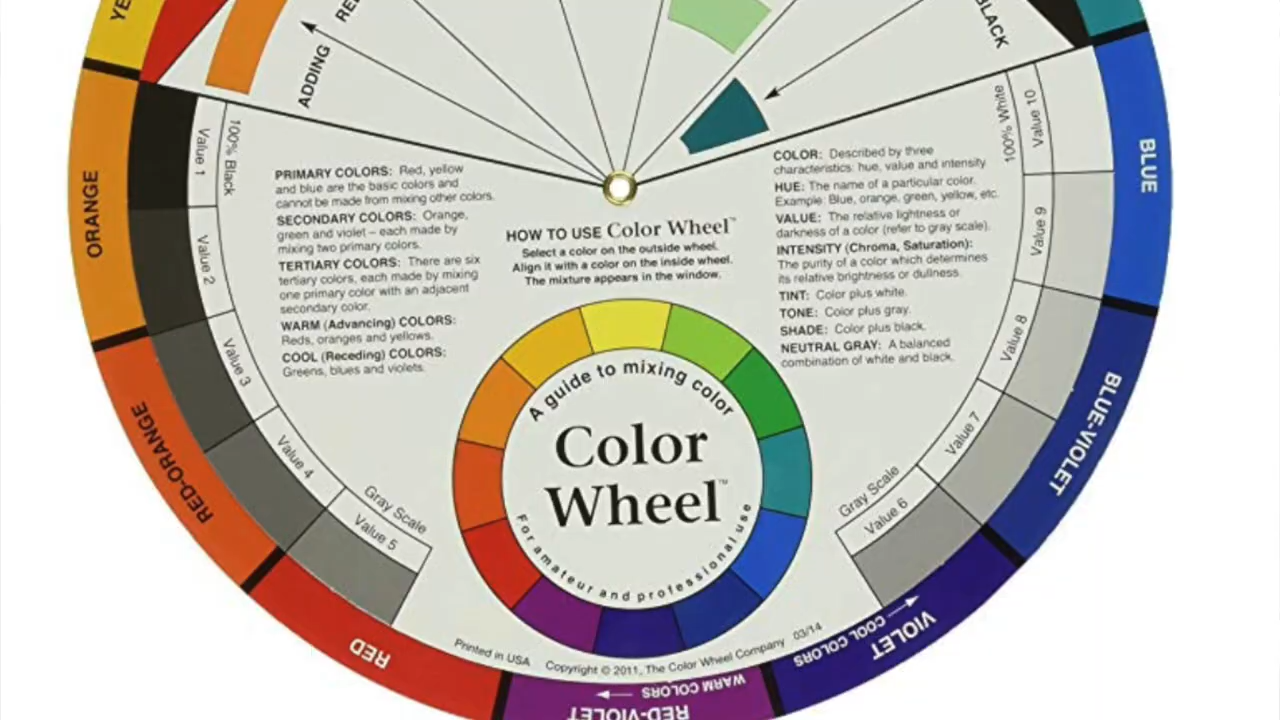 YE
RE
ADDING
BLACK
ORANGE
RED-ORANGE
RED
RED-VIOLET
WARM COLORS
VIOLET
COOL COLORS
BLUE-VIOLET
BLUE
100% Black
Value 1
Value 2
Value 3
Value 4
Value 5
Gray Scale
PRIMARY COLORS: Red, yellow
and blue are the basic colors and
cannot be made from mixing other colors.
SECONDARY COLORS: Orange,
green and violet – each made by
mixing two primary colors.
TERTIARY COLORS: There are six
tertiary colors, each made by mixing
one primary color with an adjacent
secondary color.
WARM (Advancing) COLORS:
Reds, oranges and yellows.
COOL (Receding) COLORS:
Greens, blues and violets.
HOW TO USE Color Wheel™
Select a color on the outside wheel.
Align it with a color on the inside wheel.
The mixture appears in the window.
COLOR: Described by three
characteristics: hue, value and intensity
HUE: The name of a particular color.
Example: Blue, orange, green, yellow, etc.
VALUE: The relative lightness or
darkness of a color (refer to gray scale).
INTENSITY (Chroma, Saturation):
The purity of a color which determines
its relative brightness or dullness.
TINT: Color plus white.
TONE: Color plus gray.
SHADE: Color plus black.
NEUTRAL GRAY: A balanced
combination of white and black.
100% White
Value 10
Value 9
Value 8
Value 7
Value 6
Gray Scale
A guide to mixing color
Color
Wheel™
For amateur and professional use
Printed in USA Copyright © 2011, The Color Wheel Company 03/14